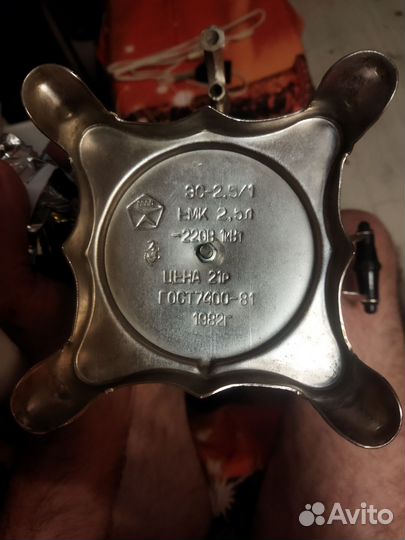 ЭС-2.5/1
ЕМК 2,5л
~220В 1кВт
ЦЕНА 21р
ГОСТ7400-81
1982г
Avito